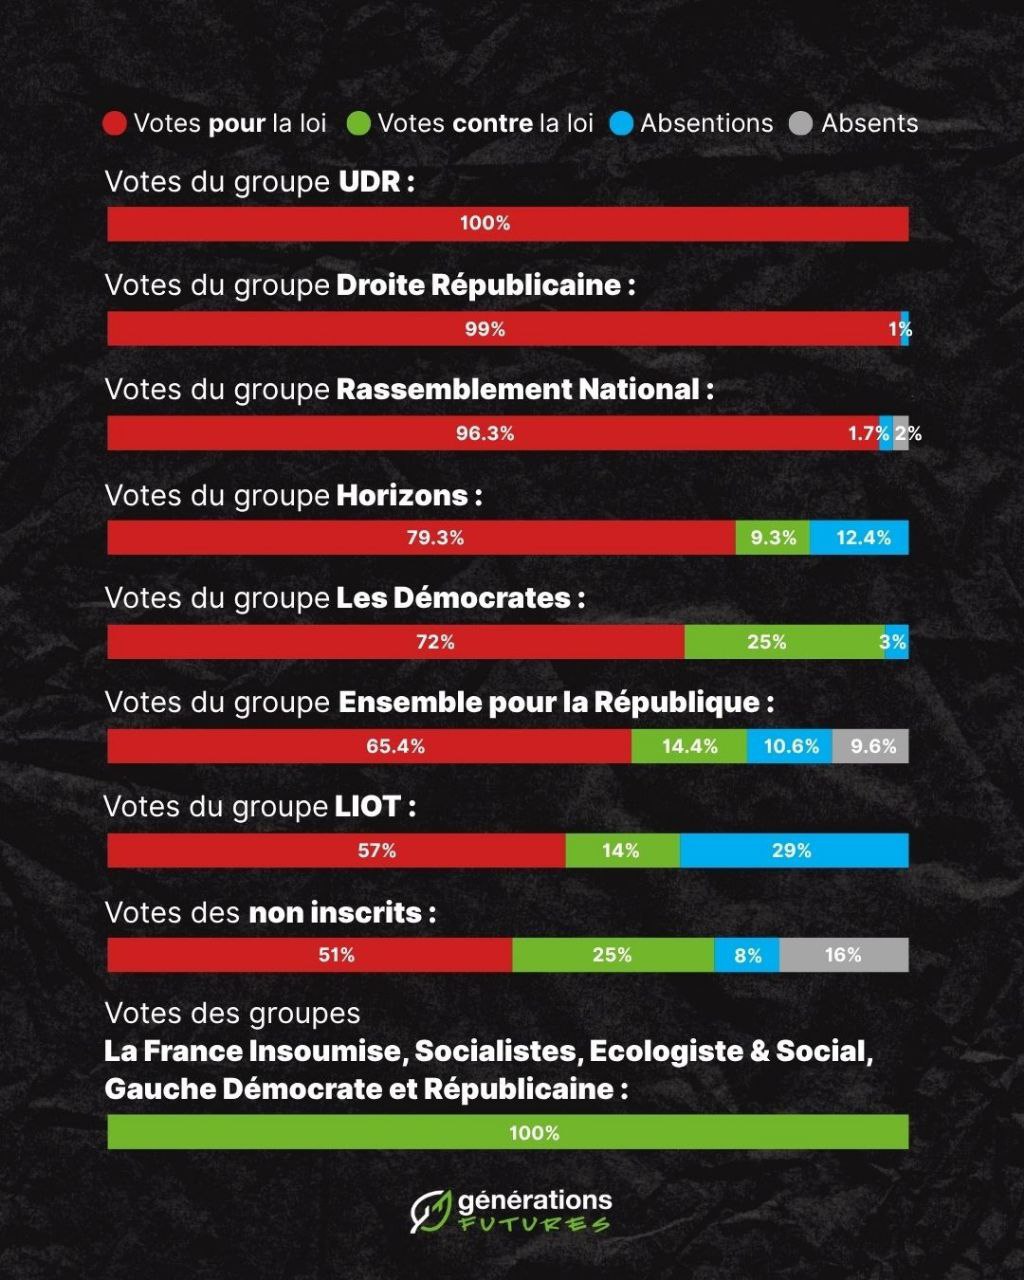 Votes pour la loi Votes contre la loi Absentions Absents
Votes du groupe UDR :
100%
Votes du groupe Droite Républicaine :
99% 1%
Votes du groupe Rassemblement National :
96.3% 1.7% 2%
Votes du groupe Horizons :
79.3% 9.3% 12.4%
Votes du groupe Les Démocrates :
72% 25% 3%
Votes du groupe Ensemble pour la République :
65.4% 14.4% 10.6% 9.6%
Votes du groupe LIOT :
57% 14% 29%
Votes des non inscrits :
51% 25% 8% 16%
Votes des groupes
La France Insoumise, Socialistes, Ecologiste & Social,
Gauche Démocrate et Républicaine :
100%
générations
FUTURES